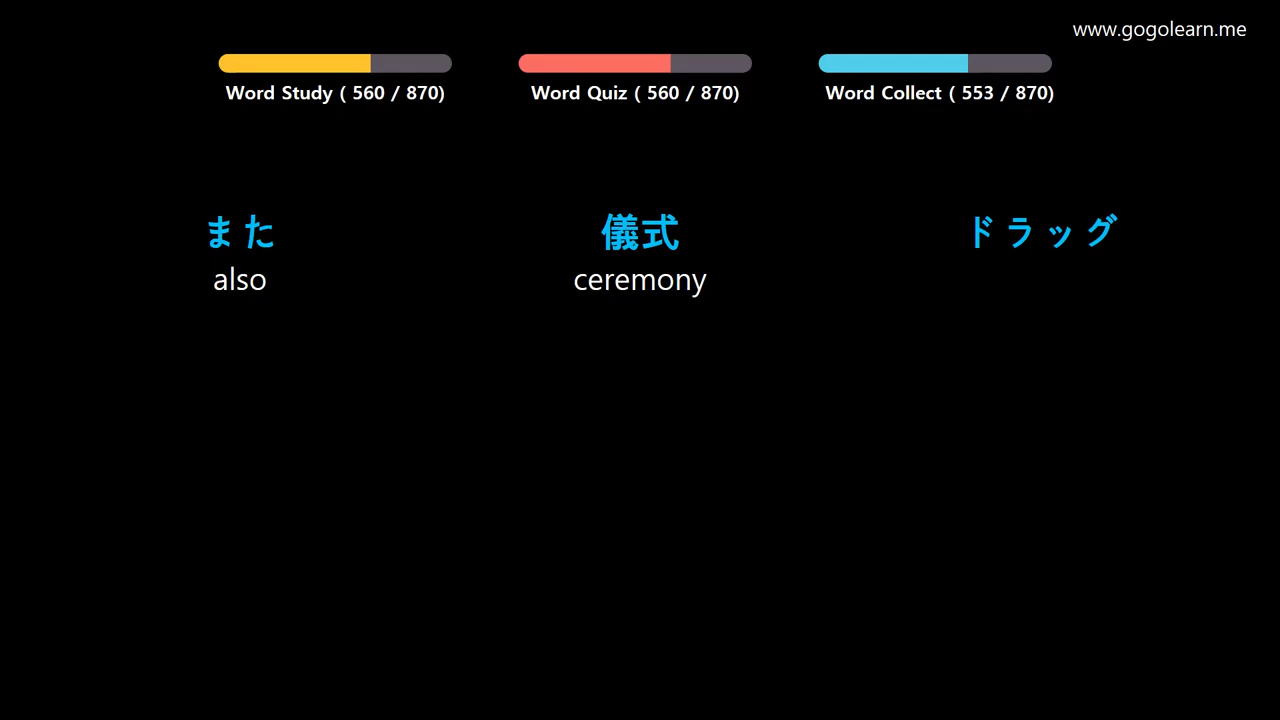 www.gogolearn.me
Word Study ( 560 / 870)
Word Quiz ( 560 / 870)
Word Collect ( 553 / 870)
また
also
儀式
ceremony
ドラッグ